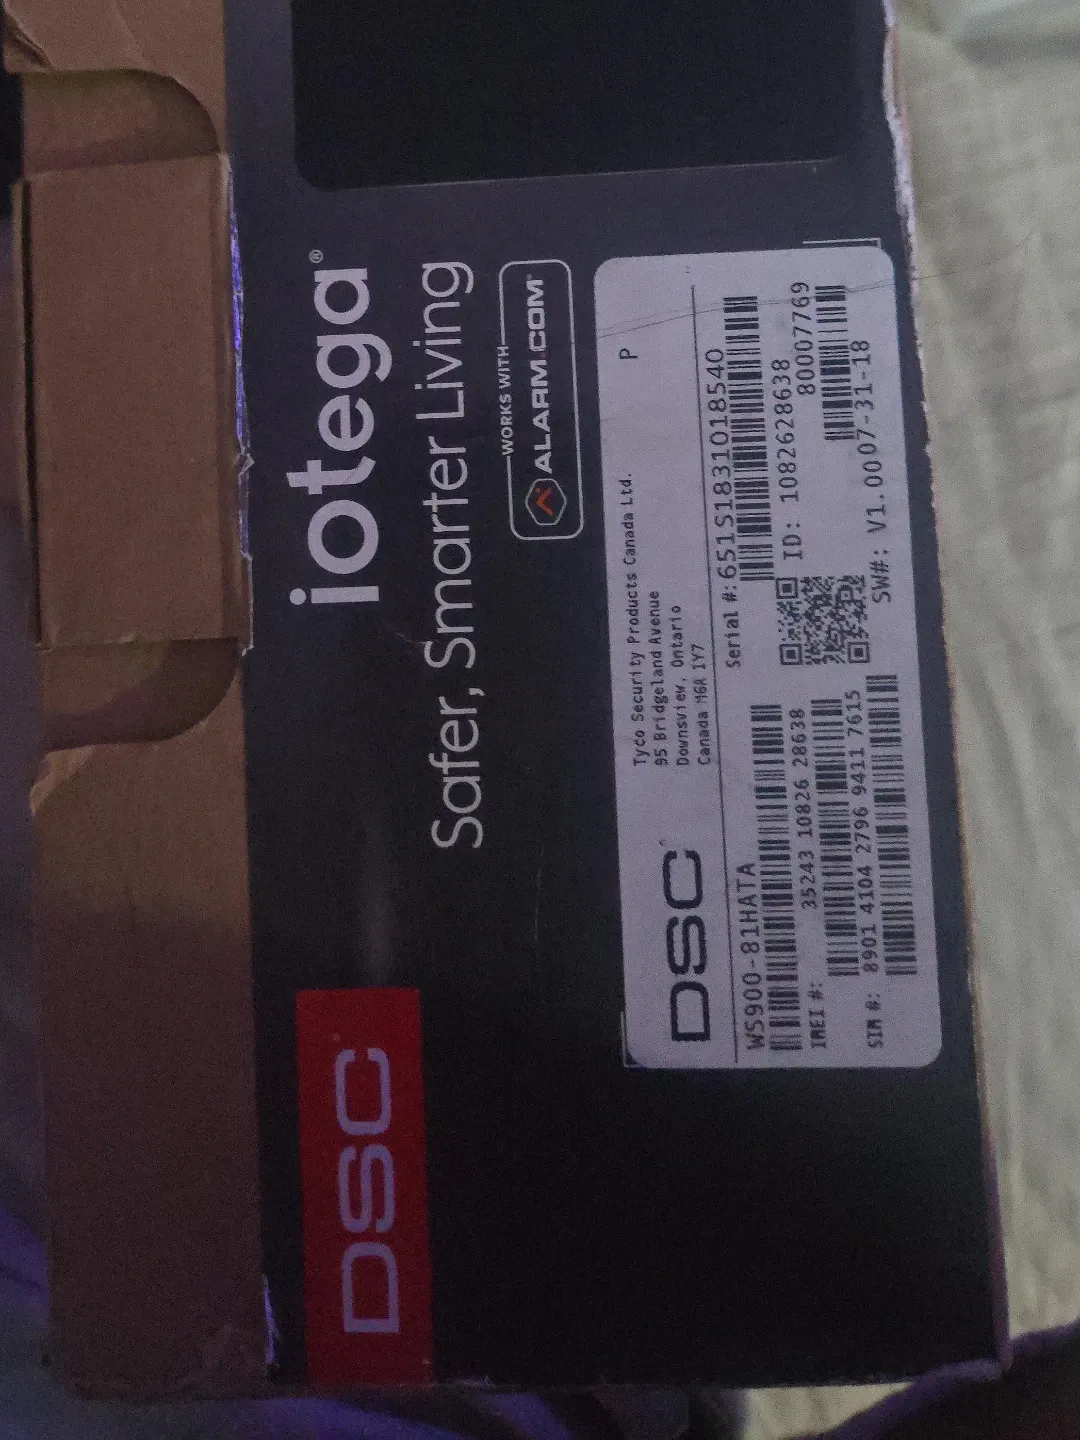 iotega®
Safer, Smarter Living
WORKS WITH
ALARM.COM®
DSC
Tyco Security Products Canada Ltd.
95 Bridgeland Avenue
Downsview, Ontario
Canada M6A 1Y7
P
DSC
WS900-81HATA
IMEI #: 35243 10826 28638
SIM #: 8901 4104 2796 9411 7615
Serial #:651S1831018540
ID: 1082628638
80007769
SW#: V1.0007-31-18